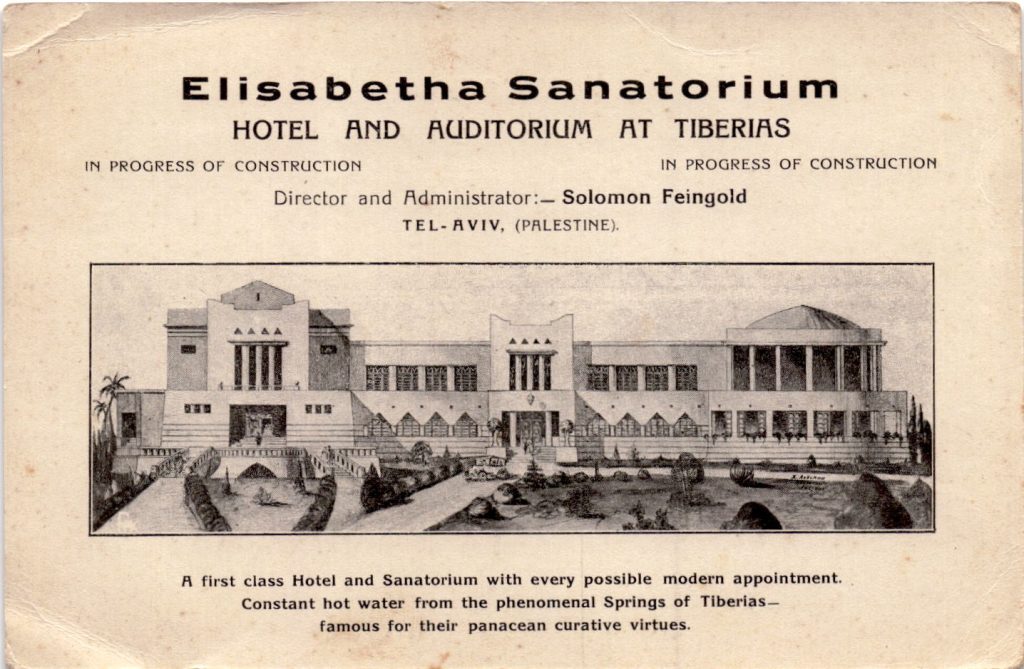 Elisabetha Sanatorium
HOTEL AND AUDITORIUM AT TIBERIAS
IN PROGRESS OF CONSTRUCTION IN PROGRESS OF CONSTRUCTION
Director and Administrator:— Solomon Feingold
TEL-AVIV, (PALESTINE).
A first class Hotel and Sanatorium with every possible modern appointment.
Constant hot water from the phenomenal Springs of Tiberias—
famous for their panacean curative virtues.